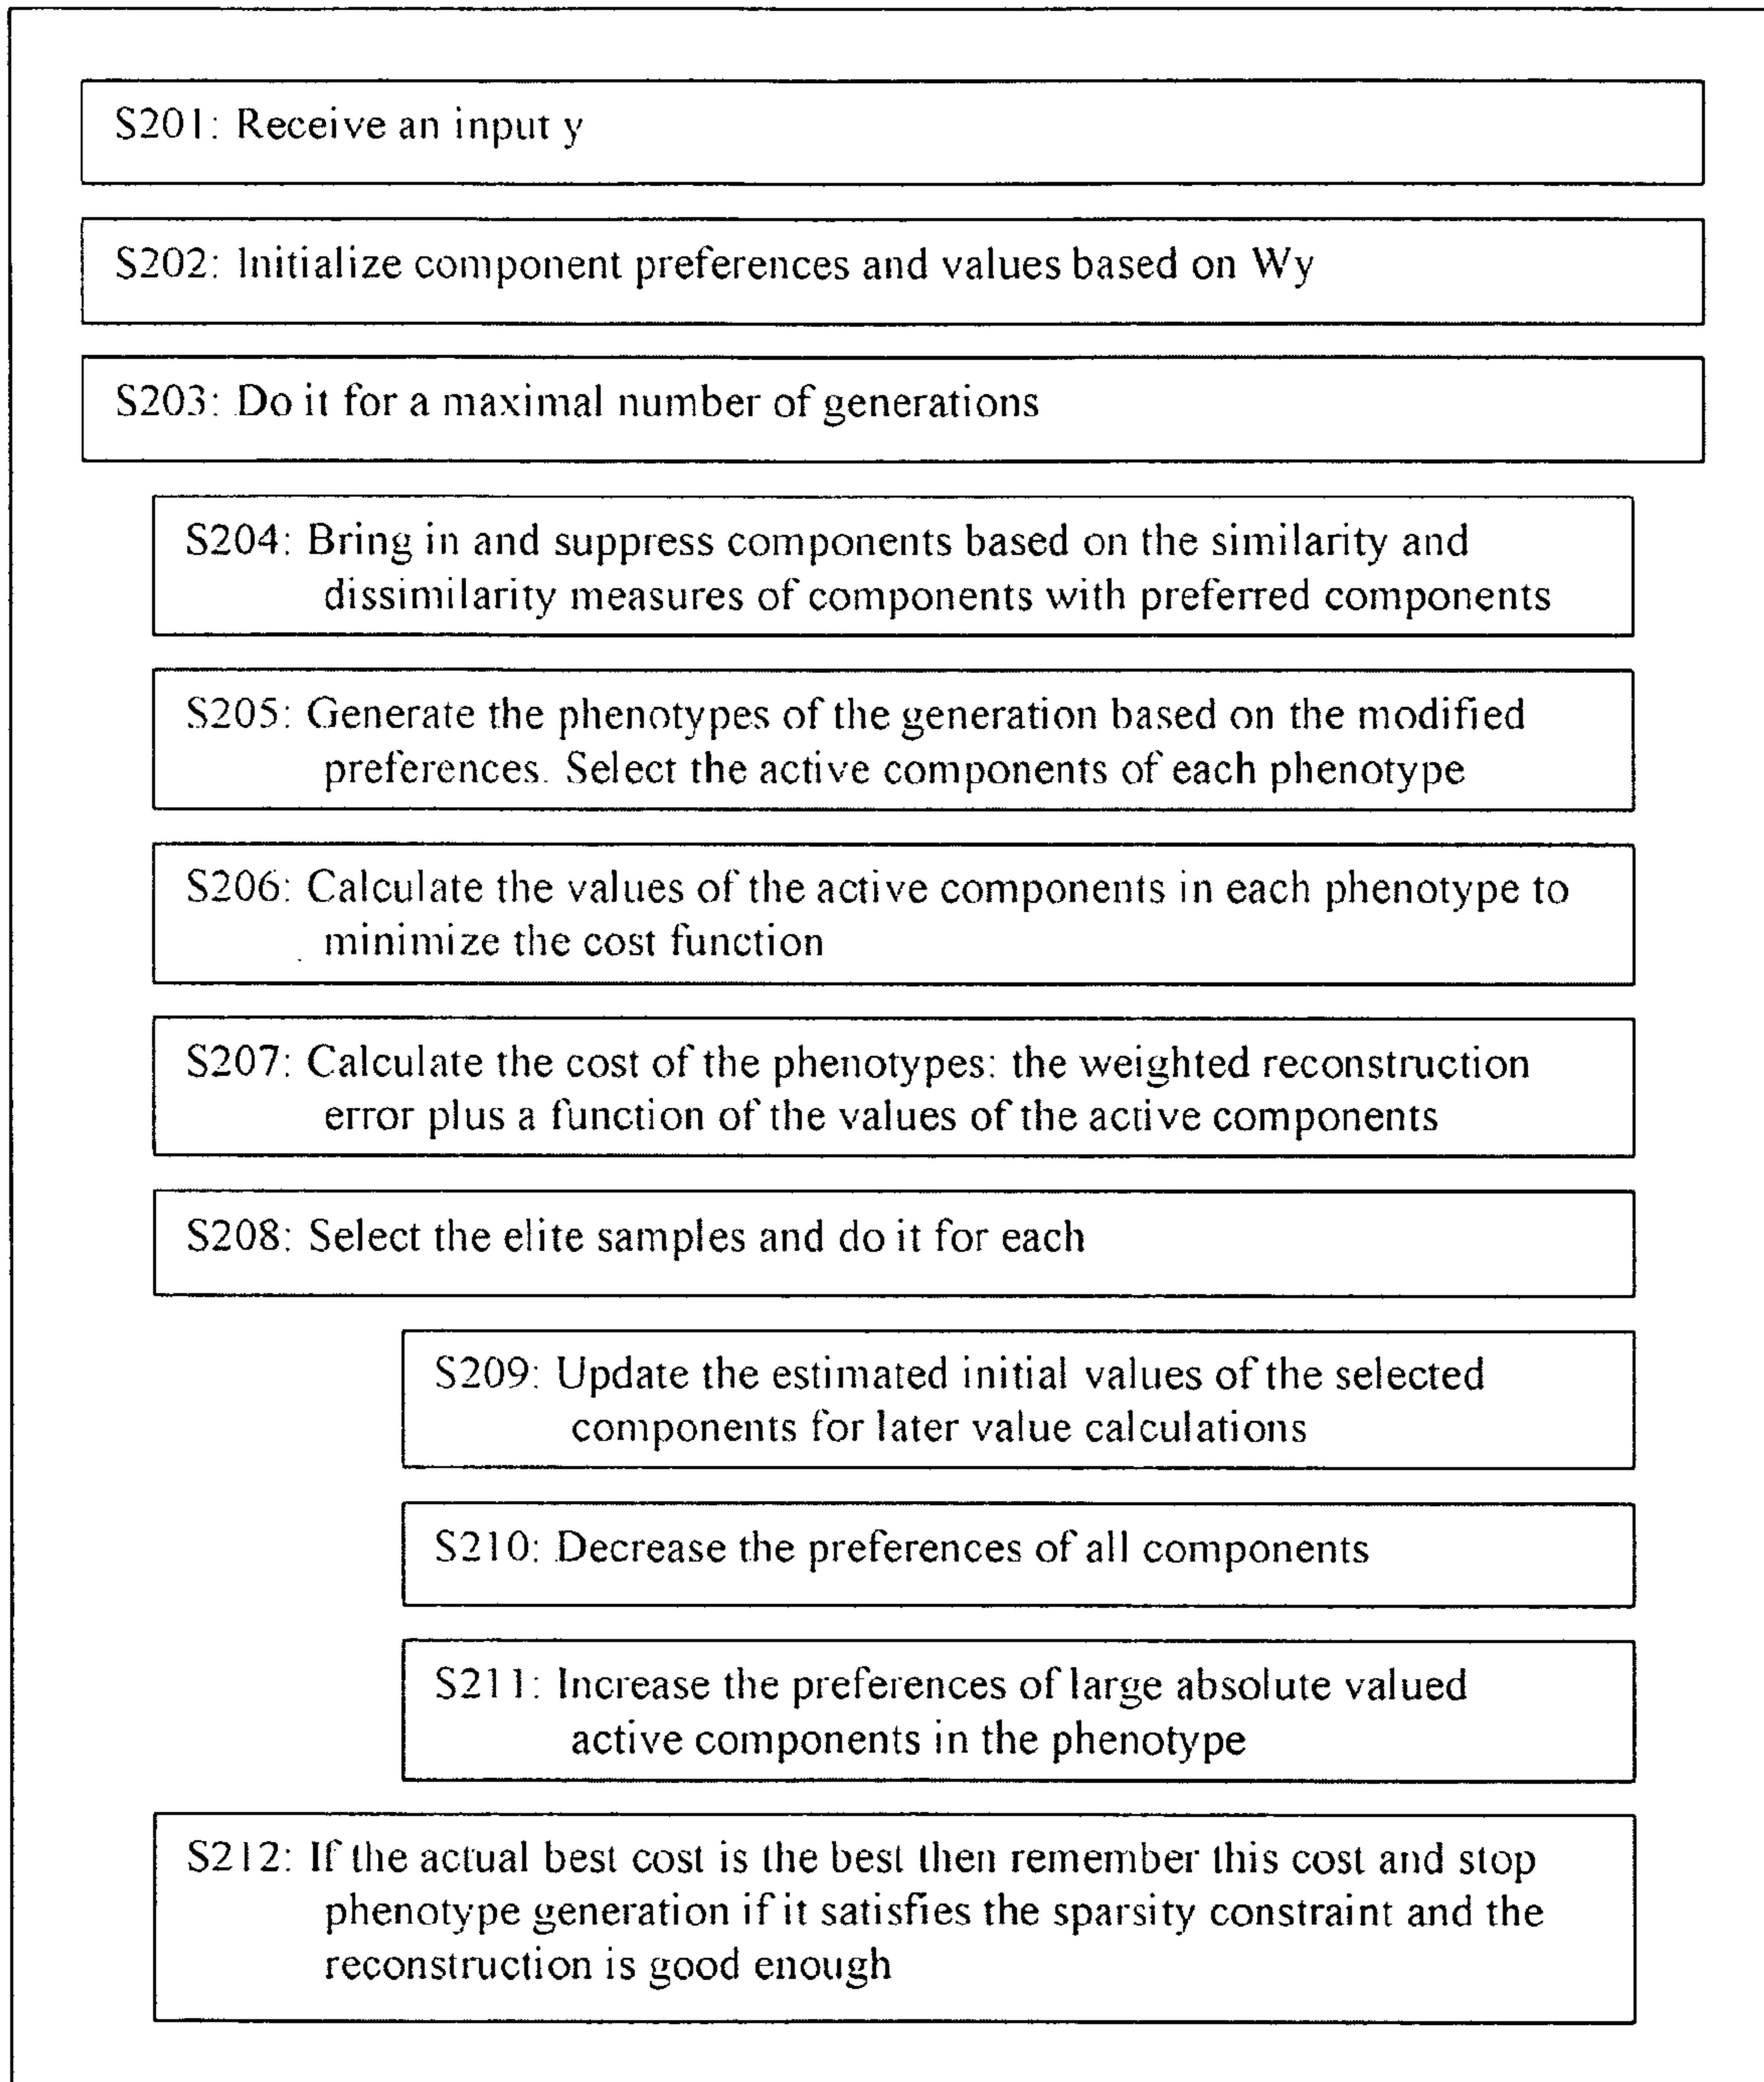 S201: Receive an input y
S202: Initialize component preferences and values based on Wy
S203: Do it for a maximal number of generations
S204: Bring in and suppress components based on the similarity and
dissimilarity measures of components with preferred components
S205: Generate the phenotypes of the generation based on the modified
preferences. Select the active components of each phenotype
S206: Calculate the values of the active components in each phenotype to
minimize the cost function
S207: Calculate the cost of the phenotypes: the weighted reconstruction
error plus a function of the values of the active components
S208: Select the elite samples and do it for each
S209: Update the estimated initial values of the selected
components for later value calculations
S210: Decrease the preferences of all components
S211: Increase the preferences of large absolute valued
active components in the phenotype
S212: If the actual best cost is the best then remember this cost and stop
phenotype generation if it satisfies the sparsity constraint and the
reconstruction is good enough